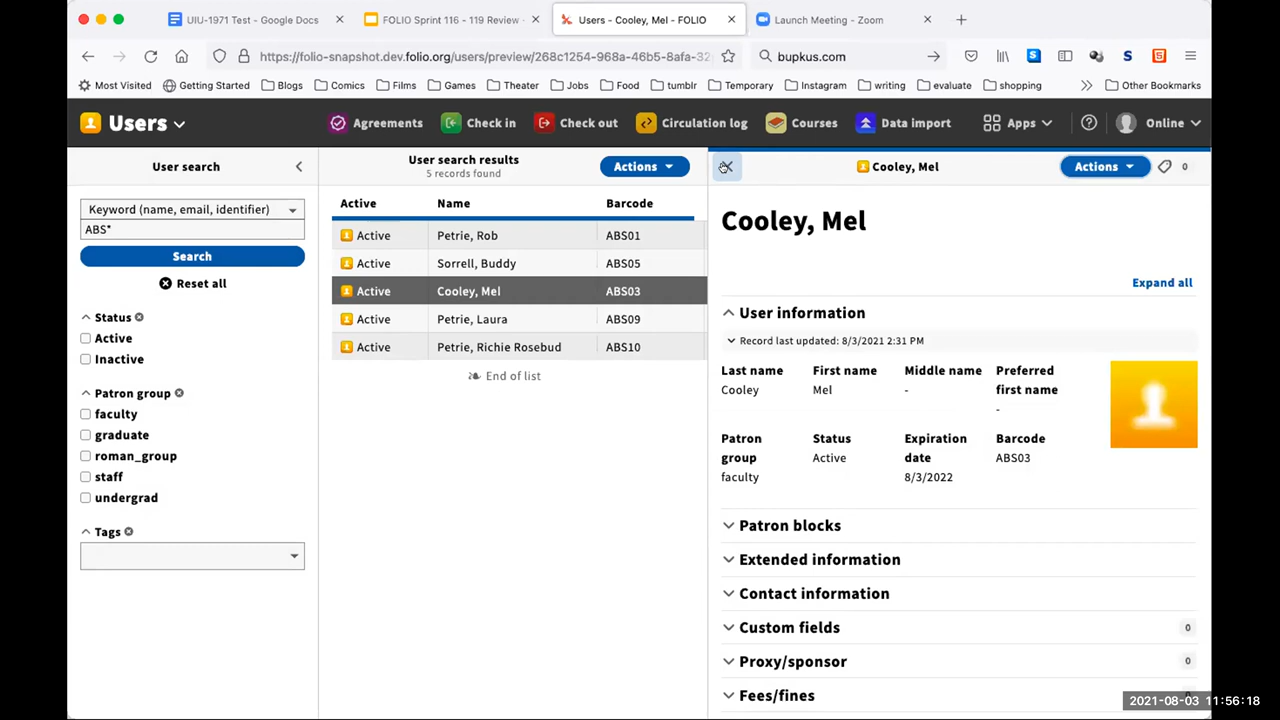 UIU-1971 Test - Google Docs
FOLIO Sprint 116 - 119 Review -
Users - Cooley, Mel - FOLIO
Launch Meeting - Zoom
https://folio-snapshot.dev.folio.org/users/preview/268c1254-968a-46b5-8afa-32
bupkus.com
Most Visited
Getting Started
Blogs
Comics
Films
Games
Theater
Jobs
Food
tumblr
Temporary
Instagram
writing
evaluate
shopping
Other Bookmarks
Users
Agreements
Check in
Check out
Circulation log
Courses
Data import
Apps
Online
User search
Keyword (name, email, identifier)
ABS*
Search
Reset all
Status
Active
Inactive
Patron group
faculty
graduate
roman_group
staff
undergrad
Tags
User search results
5 records found
Actions
Active Name Barcode
Active Petrie, Rob ABS01
Active Sorrell, Buddy ABS05
Active Cooley, Mel ABS03
Active Petrie, Laura ABS09
Active Petrie, Richie Rosebud ABS10
End of list
Cooley, Mel
Actions
0
Cooley, Mel
Expand all
User information
Record last updated: 8/3/2021 2:31 PM
Last name First name Middle name Preferred
first name
Cooley Mel -
-
Patron
group Status Expiration
date Barcode
faculty Active 8/3/2022 ABS03
Patron blocks
Extended information
Contact information
Custom fields 0
Proxy/sponsor 0
Fees/fines
2021-08-03 11:56:18